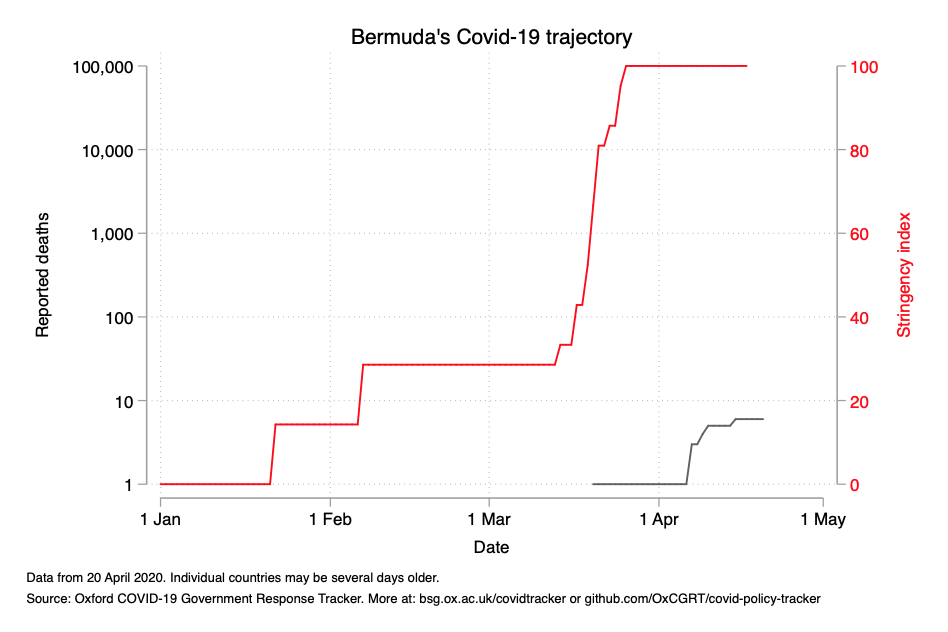 Bermuda's Covid-19 trajectory
100,000
10,000
1,000
100
10
1
Reported deaths
100
80
60
40
20
0
Stringency index
1 Jan
1 Feb
1 Mar
1 Apr
1 May
Date
Data from 20 April 2020. Individual countries may be several days older.
Source: Oxford COVID-19 Government Response Tracker. More at: bsg.ox.ac.uk/covidtracker or github.com/OxCGRT/covid-policy-tracker